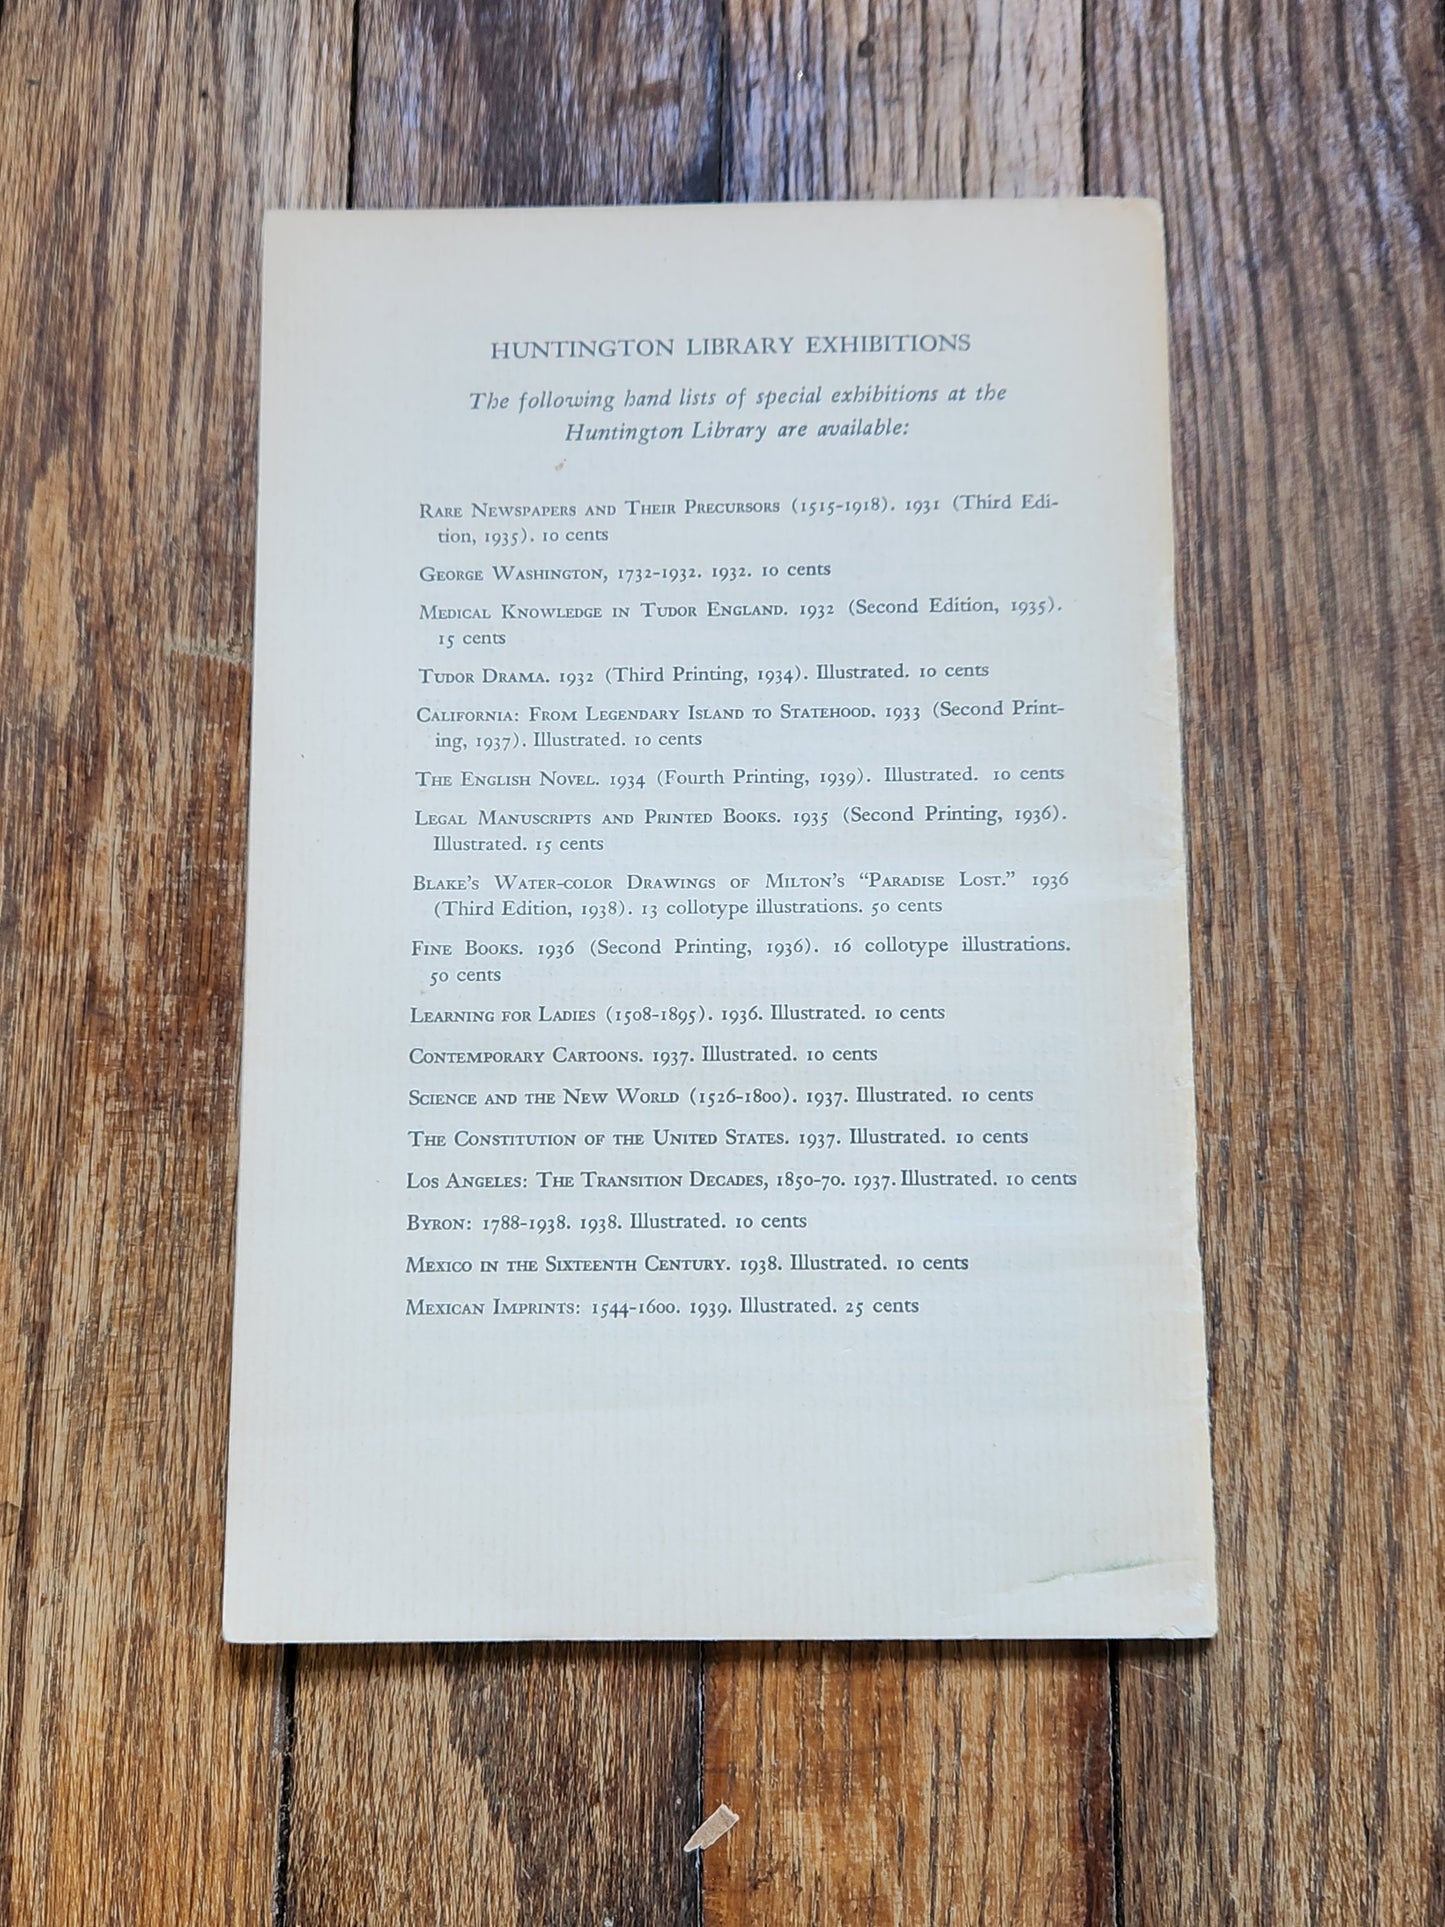 HUNTINGTON LIBRARY EXHIBITIONS
The following hand lists of special exhibitions at the
Huntington Library are available:
RARE NEWSPAPERS AND THEIR PRECURSORS (1515-1918). 1931 (Third Edi-
tion, 1935). 10 cents
GEORGE WASHINGTON, 1732-1932. 1932. 10 cents
MEDICAL KNOWLEDGE IN TUDOR ENGLAND. 1932 (Second Edition, 1935).
15 cents
TUDOR DRAMA. 1932 (Third Printing, 1934). Illustrated. 10 cents
CALIFORNIA: FROM LEGENDARY ISLAND TO STATEHOOD. 1933 (Second Print-
ing, 1937). Illustrated. 10 cents
THE ENGLISH NOVEL. 1934 (Fourth Printing, 1939). Illustrated. 10 cents
LEGAL MANUSCRIPTS AND PRINTED BOOKS. 1935 (Second Printing, 1936).
Illustrated. 15 cents
BLAKE'S WATER-COLOR DRAWINGS OF MILTON'S “PARADISE LOST.” 1936
(Third Edition, 1938). 13 collotype illustrations. 50 cents
FINE BOOKS. 1936 (Second Printing, 1936). 16 collotype illustrations.
50 cents
LEARNING FOR LADIES (1508-1895). 1936. Illustrated. 10 cents
CONTEMPORARY CARTOONS. 1937. Illustrated. 10 cents
SCIENCE AND THE NEW WORLD (1526-1800). 1937. Illustrated. 10 cents
THE CONSTITUTION OF THE UNITED STATES. 1937. Illustrated. 10 cents
LOS ANGELES: THE TRANSITION DECADES, 1850-70. 1937. Illustrated. 10 cents
BYRON: 1788-1938. 1938. Illustrated. 10 cents
MEXICO IN THE SIXTEENTH CENTURY. 1938. Illustrated. 10 cents
MEXICAN IMPRINTS: 1544-1600. 1939. Illustrated. 25 cents